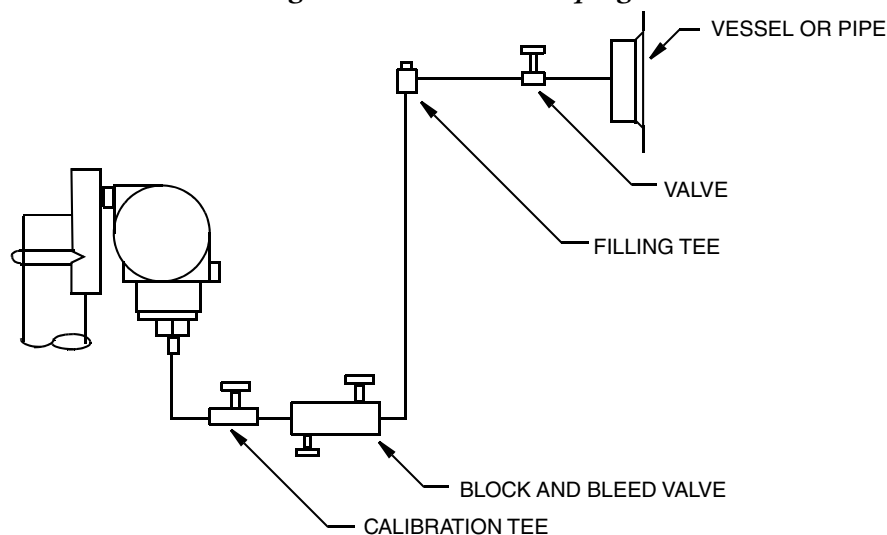 VESSEL OR PIPE
VALVE
FILLING TEE
BLOCK AND BLEED VALVE
CALIBRATION TEE